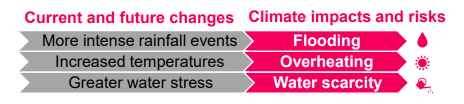 Current and future changes Climate impacts and risks
More intense rainfall events Flooding
Increased temperatures Overheating
Greater water stress Water scarcity